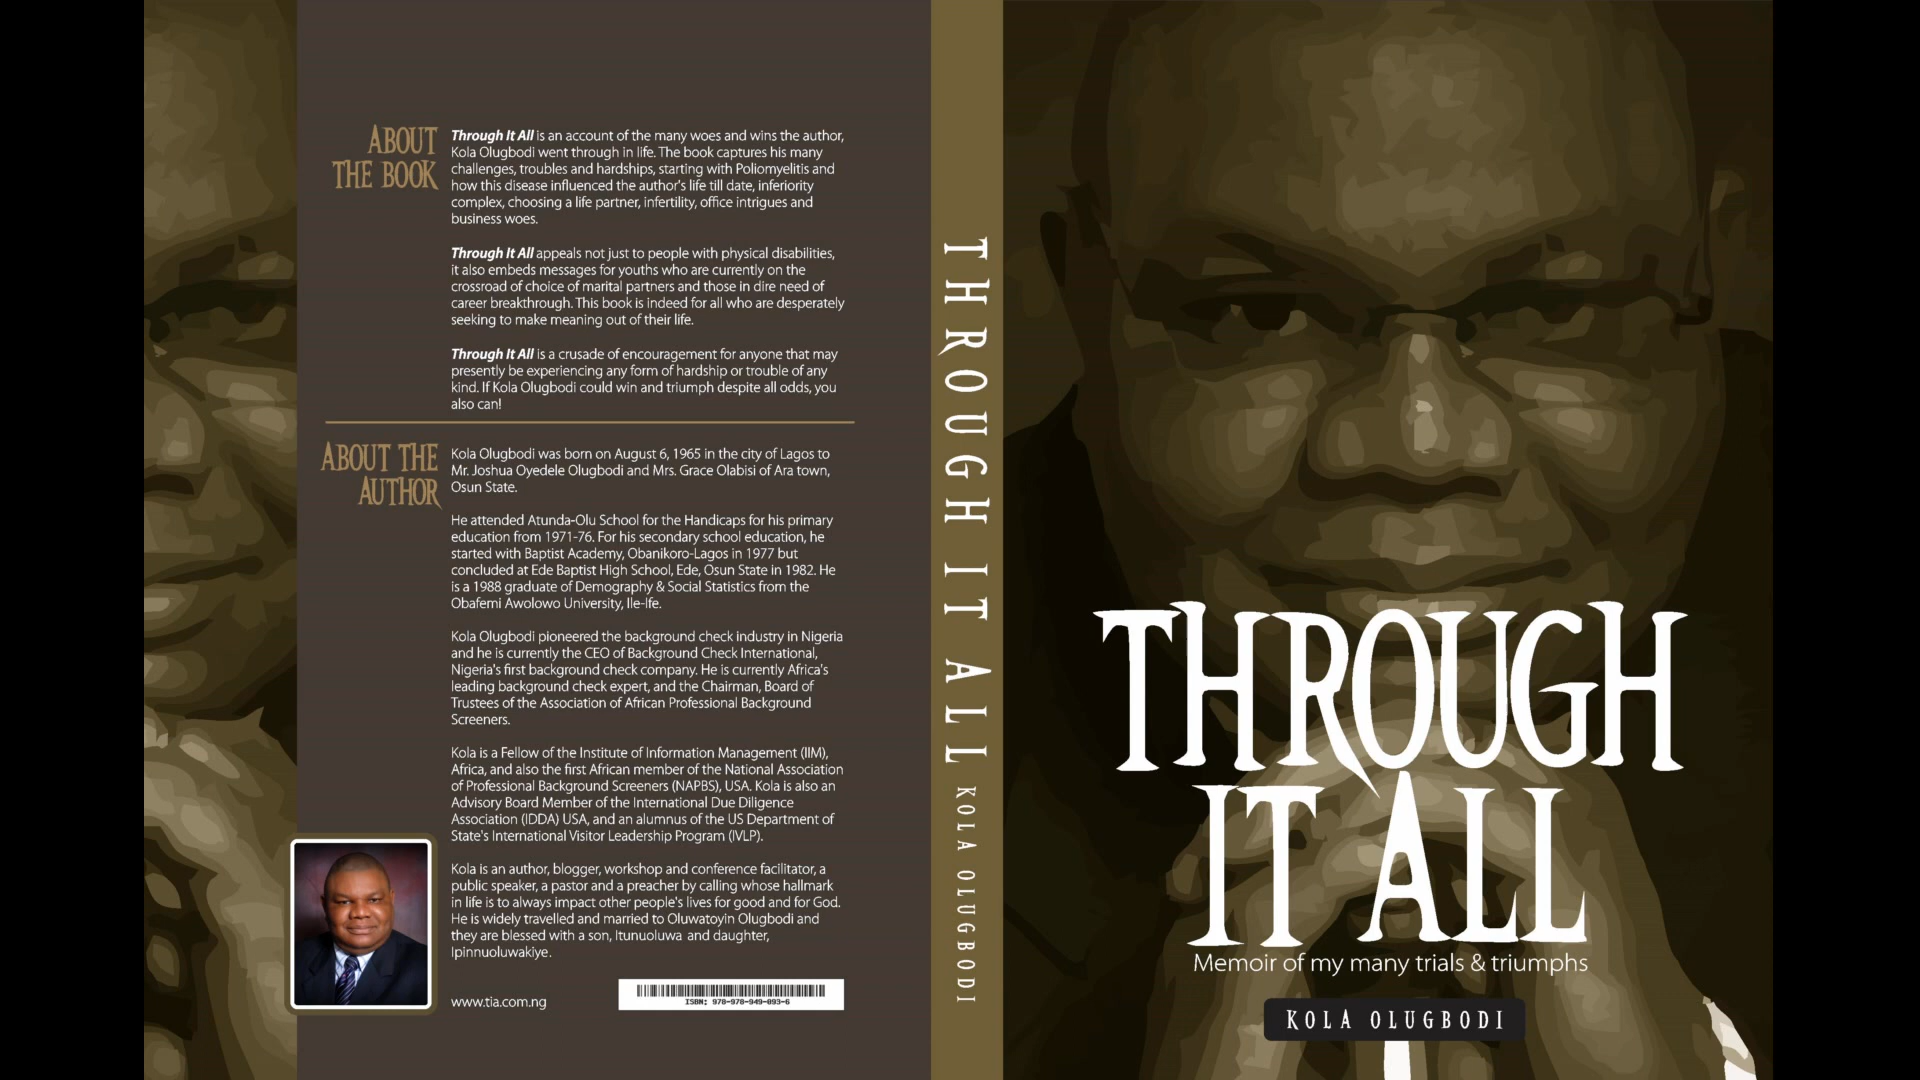 ABOUT
THE BOOK
Through It All is an account of the many woes and wins the author,
Kola Olugbodi went through in life. The book captures his many
challenges, troubles and hardships, starting with Poliomyelitis and
how this disease influenced the author's life till date, inferiority
complex, choosing a life partner, infertility, office intrigues and
business woes.
Through It All appeals not just to people with physical disabilities,
it also embeds messages for youths who are currently on the
crossroad of choice of marital partners and those in dire need of
career breakthrough. This book is indeed for all who are desperately
seeking to make meaning out of their life.
Through It All is a crusade of encouragement for anyone that may
presently be experiencing any form of hardship or trouble of any
kind. If Kola Olugbodi could win and triumph despite all odds, you
also can!
ABOUT THE
AUTHOR
Kola Olugbodi was born on August 6, 1965 in the city of Lagos to
Mr. Joshua Oyedele Olugbodi and Mrs. Grace Olabisi of Ara town,
Osun State.
He attended Atunda-Olu School for the Handicaps for his primary
education from 1971-76. For his secondary school education, he
started with Baptist Academy, Obanikoro-Lagos in 1977 but
concluded at Ede Baptist High School, Ede, Osun State in 1982. He
is a 1988 graduate of Demography & Social Statistics from the
Obafemi Awolowo University, Ile-Ife.
Kola Olugbodi pioneered the background check industry in Nigeria
and he is currently the CEO of Background Check International,
Nigeria's first background check company. He is currently Africa's
leading background check expert, and the Chairman, Board of
Trustees of the Association of African Professional Background
Screeners.
Kola is a Fellow of the Institute of Information Management (IIM),
Africa, and also the first African member of the National Association
of Professional Background Screeners (NAPBS), USA. Kola is also an
Advisory Board Member of the International Due Diligence
Association (IDDA) USA, and an alumnus of the US Department of
State's International Visitor Leadership Program (IVLP).
Kola is an author, blogger, workshop and conference facilitator, a
public speaker, a pastor and a preacher by calling whose hallmark
in life is to always impact other people's lives for good and for God.
He is widely travelled and married to Oluwatoyin Olugbodi and
they are blessed with a son, Itunuoluwa and daughter,
Ipinnuoluwakiye.
www.tia.com.ng
ISBN: 978-978-949-093-6
THROUGH IT ALL KOLA OLUGBODI
THROUGH
IT ALL
Memoir of my many trials & triumphs
KOLA OLUGBODI